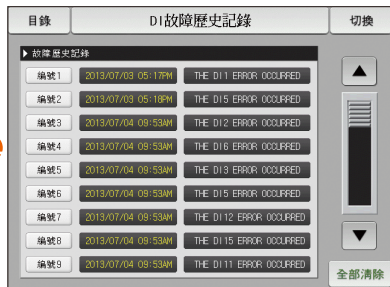 目錄 DI故障歷史記錄 切換
▶ 故障歷史記錄
編號1 2013/07/03 05:17PM THE DI1 ERROR OCCURRED
編號2 2013/07/03 05:18PM THE DI5 ERROR OCCURRED
編號3 2013/07/04 09:53AM THE DI2 ERROR OCCURRED
編號4 2013/07/04 09:53AM THE DI6 ERROR OCCURRED
編號5 2013/07/04 09:53AM THE DI3 ERROR OCCURRED
編號6 2013/07/04 09:53AM THE DI5 ERROR OCCURRED
編號7 2013/07/04 09:53AM THE DI12 ERROR OCCURRED
編號8 2013/07/04 09:53AM THE DI15 ERROR OCCURRED
編號9 2013/07/04 09:53AM THE DI11 ERROR OCCURRED
全部清除